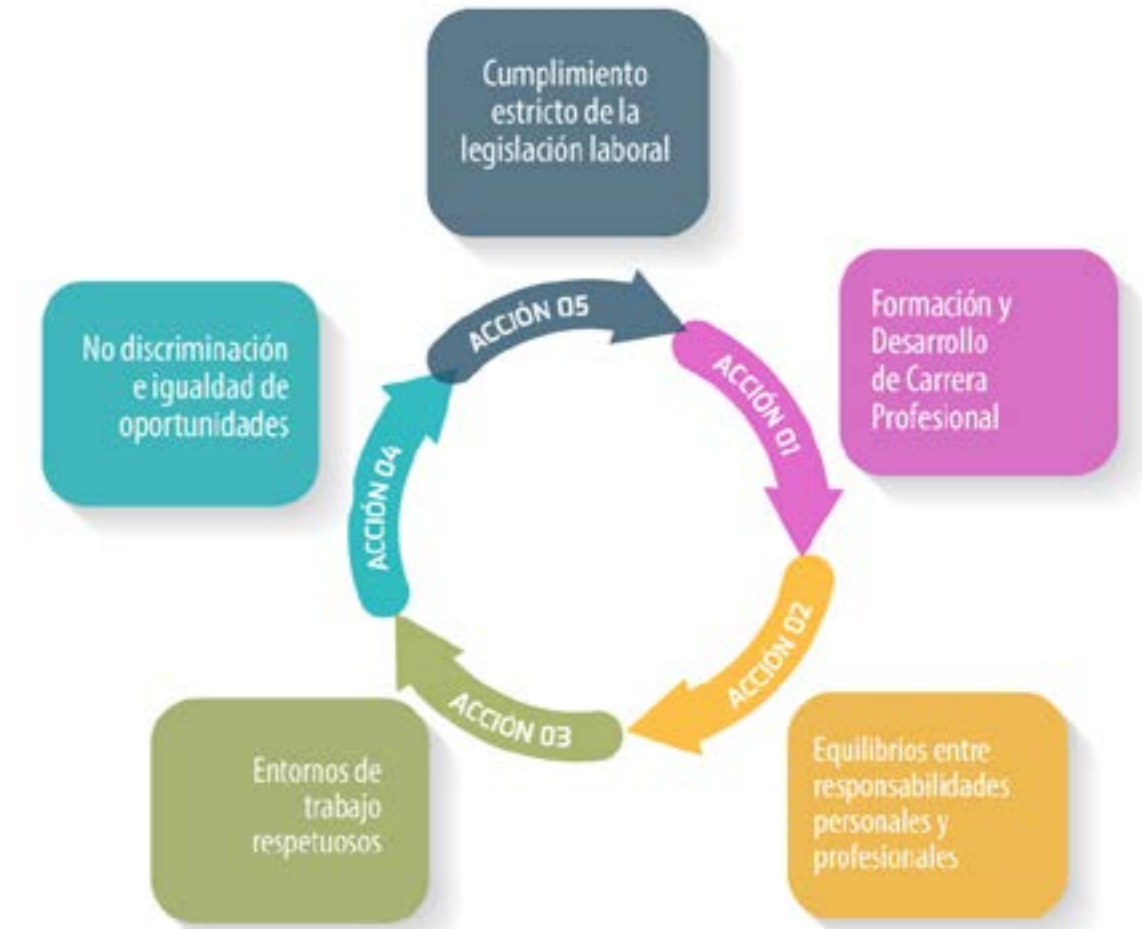 Cumplimiento
estricto de la
legislación laboral
ACCIÓN 05
Formación y
Desarrollo
de Carrera
Profesional
ACCIÓN 01
No discriminación
e igualdad de
oportunidades
ACCIÓN 04
ACCIÓN 02
Equilibrios entre
responsabilidades
personales y
profesionales
ACCIÓN 03
Entornos de
trabajo
respetuosos